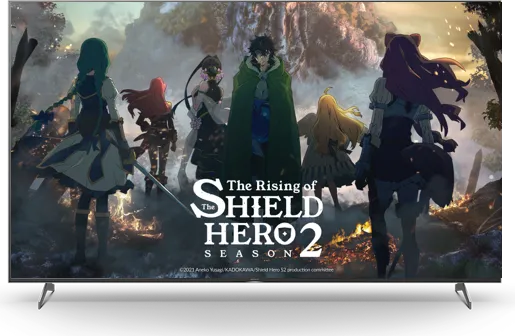 The Rising of
The SHIELD
HERO 2
SEASON
©2021 Aneko Yusagi/KADOKAWA/Shield Hero S2 production committee